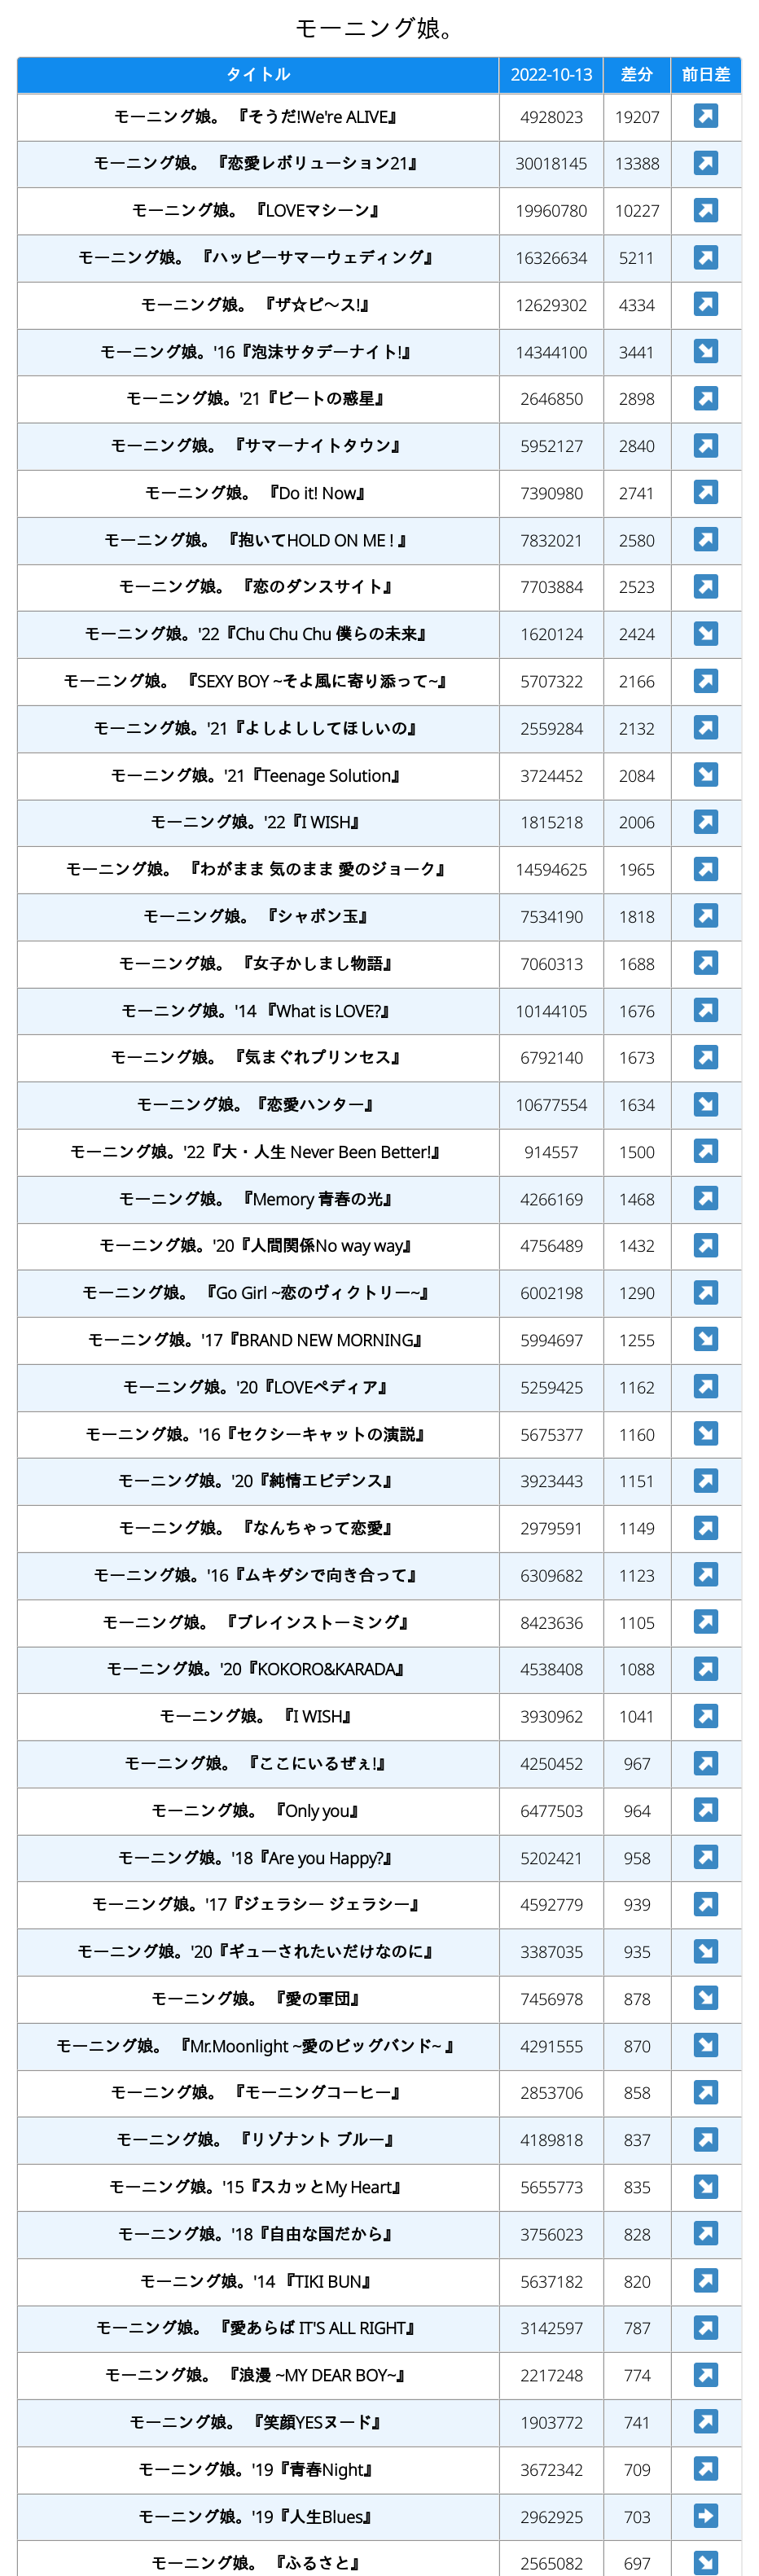 モーニング娘。
タイトル 2022-10-13 差分 前日差
モーニング娘。 『そうだ!We're ALIVE』 4928023 19207 ↗
モーニング娘。 『恋愛レボリューション21』 30018145 13388 ↗
モーニング娘。 『LOVEマシーン』 19960780 10227 ↗
モーニング娘。 『ハッピーサマーウェディング』 16326634 5211 ↗
モーニング娘。 『ザ☆ピ〜ス!』 12629302 4334 ↗
モーニング娘。'16『泡沫サタデーナイト!』 14344100 3441 ↘
モーニング娘。'21『ビートの惑星』 2646850 2898 ↗
モーニング娘。 『サマーナイトタウン』 5952127 2840 ↗
モーニング娘。 『Do it! Now』 7390980 2741 ↗
モーニング娘。 『抱いてHOLD ON ME ! 』 7832021 2580 ↗
モーニング娘。 『恋のダンスサイト』 7703884 2523 ↗
モーニング娘。'22『Chu Chu Chu 僕らの未来』 1620124 2424 ↘
モーニング娘。 『SEXY BOY ~そよ風に寄り添って~』 5707322 2166 ↗
モーニング娘。'21『よしよししてほしいの』 2559284 2132 ↗
モーニング娘。'21『Teenage Solution』 3724452 2084 ↘
モーニング娘。'22『I WISH』 1815218 2006 ↗
モーニング娘。 『わがまま 気のまま 愛のジョーク』 14594625 1965 ↗
モーニング娘。 『シャボン玉』 7534190 1818 ↗
モーニング娘。 『女子かしまし物語』 7060313 1688 ↗
モーニング娘。'14 『What is LOVE?』 10144105 1676 ↗
モーニング娘。 『気まぐれプリンセス』 6792140 1673 ↗
モーニング娘。『恋愛ハンター』 10677554 1634 ↘
モーニング娘。'22『大・人生 Never Been Better!』 914557 1500 ↗
モーニング娘。 『Memory 青春の光』 4266169 1468 ↗
モーニング娘。'20『人間関係No way way』 4756489 1432 ↗
モーニング娘。 『Go Girl ~恋のヴィクトリー~』 6002198 1290 ↗
モーニング娘。'17『BRAND NEW MORNING』 5994697 1255 ↘
モーニング娘。'20『LOVEペディア』 5259425 1162 ↗
モーニング娘。'16『セクシーキャットの演説』 5675377 1160 ↘
モーニング娘。'20『純情エビデンス』 3923443 1151 ↗
モーニング娘。 『なんちゃって恋愛』 2979591 1149 ↗
モーニング娘。'16『ムキダシで向き合って』 6309682 1123 ↗
モーニング娘。 『ブレインストーミング』 8423636 1105 ↗
モーニング娘。'20『KOKORO&KARADA』 4538408 1088 ↗
モーニング娘。 『I WISH』 3930962 1041 ↗
モーニング娘。 『ここにいるぜぇ!』 4250452 967 ↗
モーニング娘。 『Only you』 6477503 964 ↗
モーニング娘。'18『Are you Happy?』 5202421 958 ↗
モーニング娘。'17『ジェラシー ジェラシー』 4592779 939 ↗
モーニング娘。'20『ギューされたいだけなのに』 3387035 935 ↘
モーニング娘。 『愛の軍団』 7456978 878 ↘
モーニング娘。 『Mr.Moonlight ~愛のビッグバンド~ 』 4291555 870 ↘
モーニング娘。 『モーニングコーヒー』 2853706 858 ↗
モーニング娘。 『リゾナント ブルー』 4189818 837 ↗
モーニング娘。'15『スカッとMy Heart』 5655773 835 ↘
モーニング娘。'18『自由な国だから』 3756023 828 ↗
モーニング娘。'14 『TIKI BUN』 5637182 820 ↗
モーニング娘。 『愛あらば IT'S ALL RIGHT』 3142597 787 ↗
モーニング娘。 『浪漫 ~MY DEAR BOY~』 2217248 774 ↗
モーニング娘。 『笑顔YESヌード』 1903772 741 ↗
モーニング娘。'19『青春Night』 3672342 709 ↗
モーニング娘。'19『人生Blues』 2962925 703 →
モーニング娘。 『ふるさと』 2565082 697 ↘